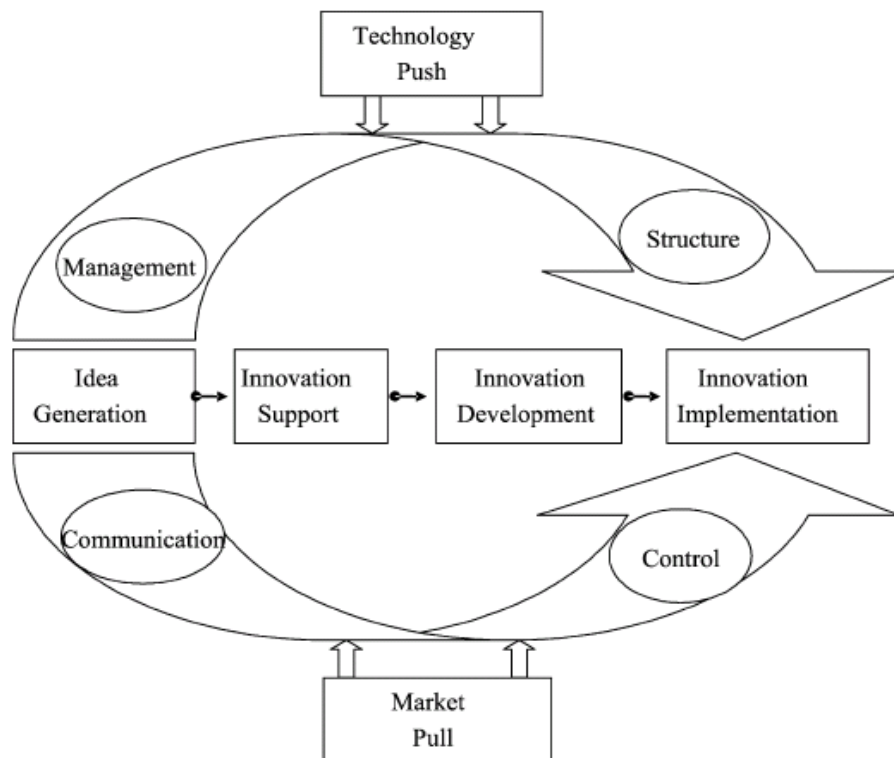 Technology
Push
Management
Structure
Idea
Generation
Innovation
Support
Innovation
Development
Innovation
Implementation
Communication
Control
Market
Pull